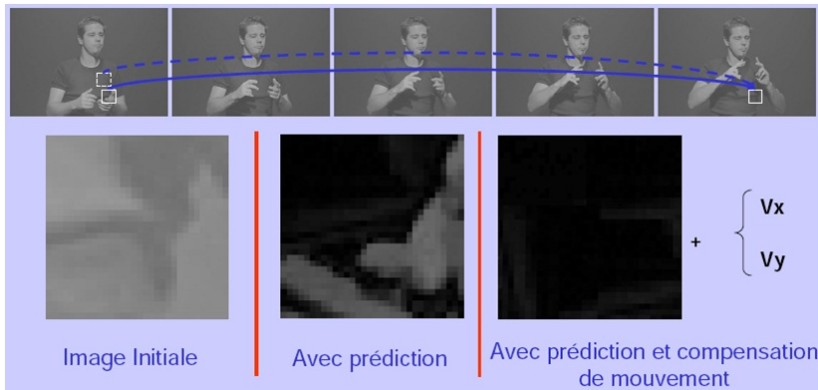 +
Vx
Vy
Image Initiale
Avec prédiction
Avec prédiction et compensation
de mouvement